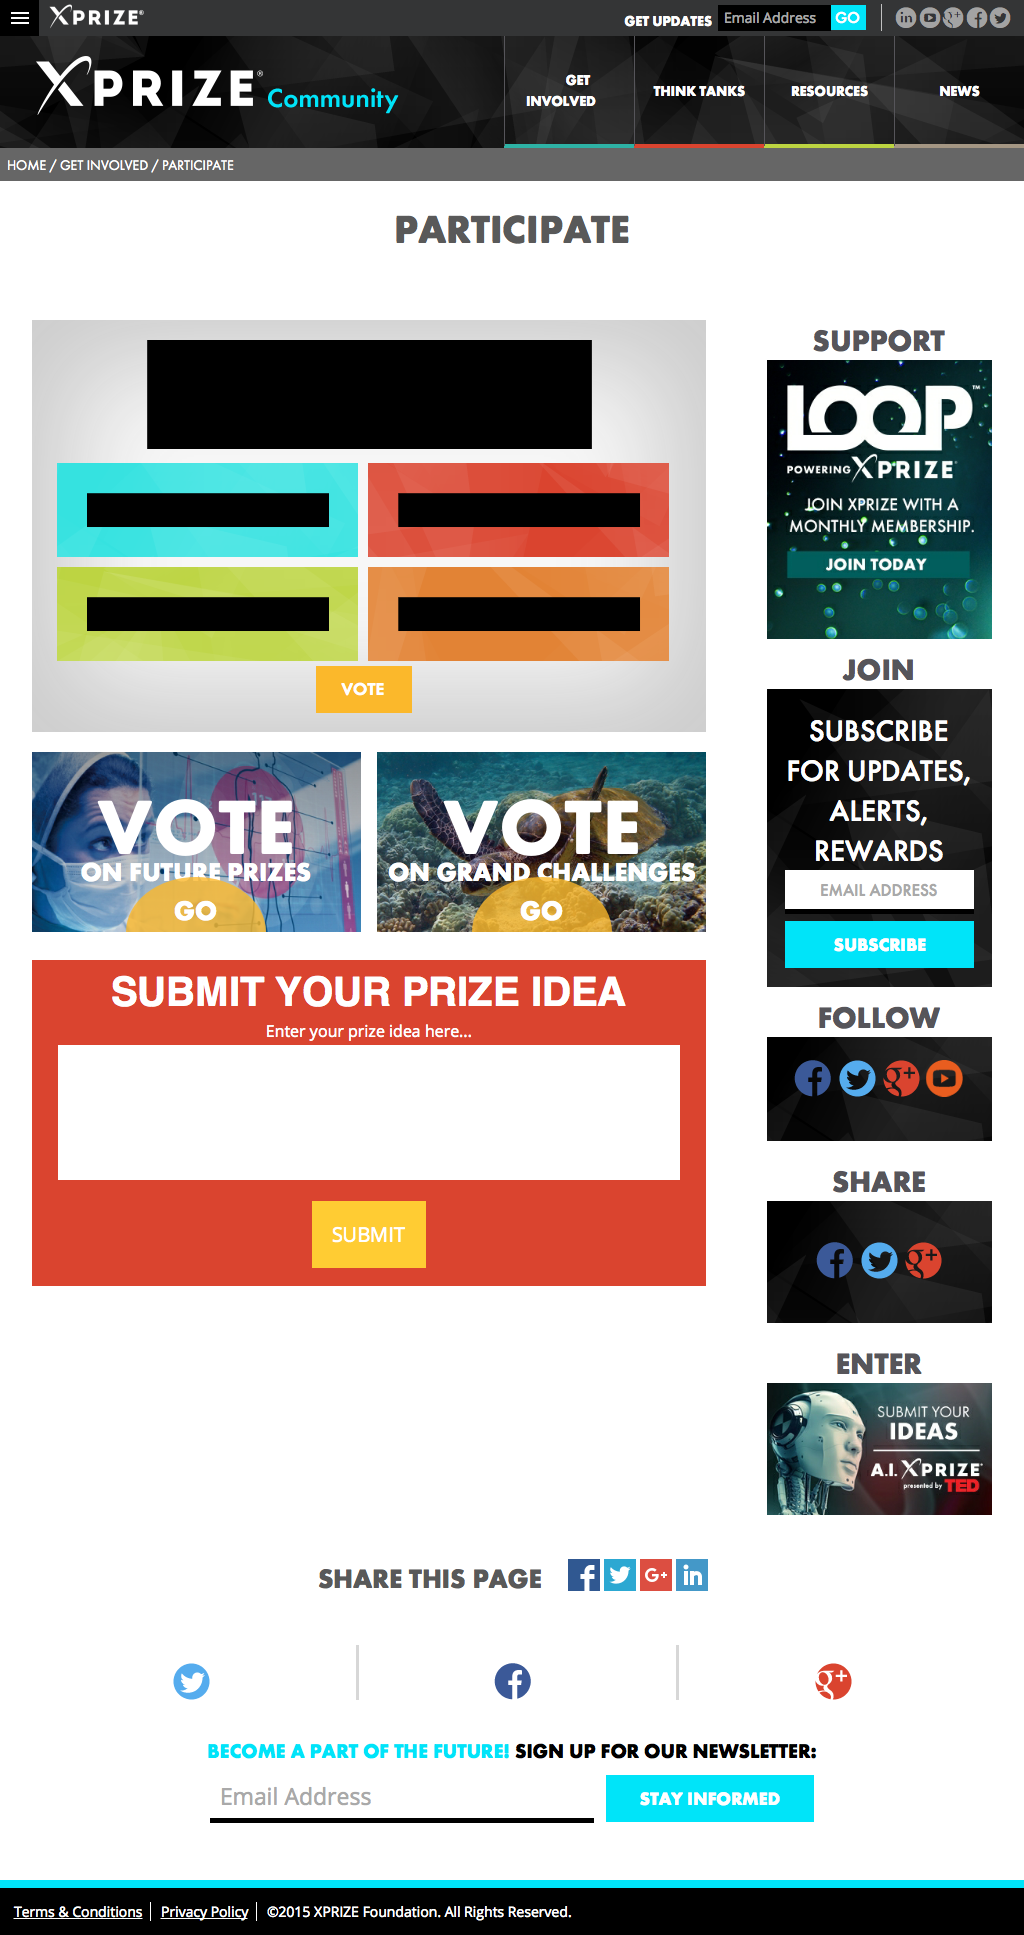 XPRIZE®
GET UPDATES
Email Address
GO
XPRIZE®
Community
GET
INVOLVED
THINK TANKS
RESOURCES
NEWS
HOME / GET INVOLVED / PARTICIPATE
PARTICIPATE
VOTE
VOTE
ON FUTURE PRIZES
GO
VOTE
ON GRAND CHALLENGES
GO
SUBMIT YOUR PRIZE IDEA
Enter your prize idea here...
SUBMIT
SUPPORT
LOOP™
POWERING XPRIZE®
JOIN XPRIZE WITH A
MONTHLY MEMBERSHIP.
JOIN TODAY
JOIN
SUBSCRIBE
FOR UPDATES,
ALERTS,
REWARDS
EMAIL ADDRESS
SUBSCRIBE
FOLLOW
SHARE
ENTER
SUBMIT YOUR
IDEAS
A.I. XPRIZE®
presented by TED
SHARE THIS PAGE
BECOME A PART OF THE FUTURE! SIGN UP FOR OUR NEWSLETTER:
Email Address
STAY INFORMED
Terms & Conditions
Privacy Policy
©2015 XPRIZE Foundation. All Rights Reserved.